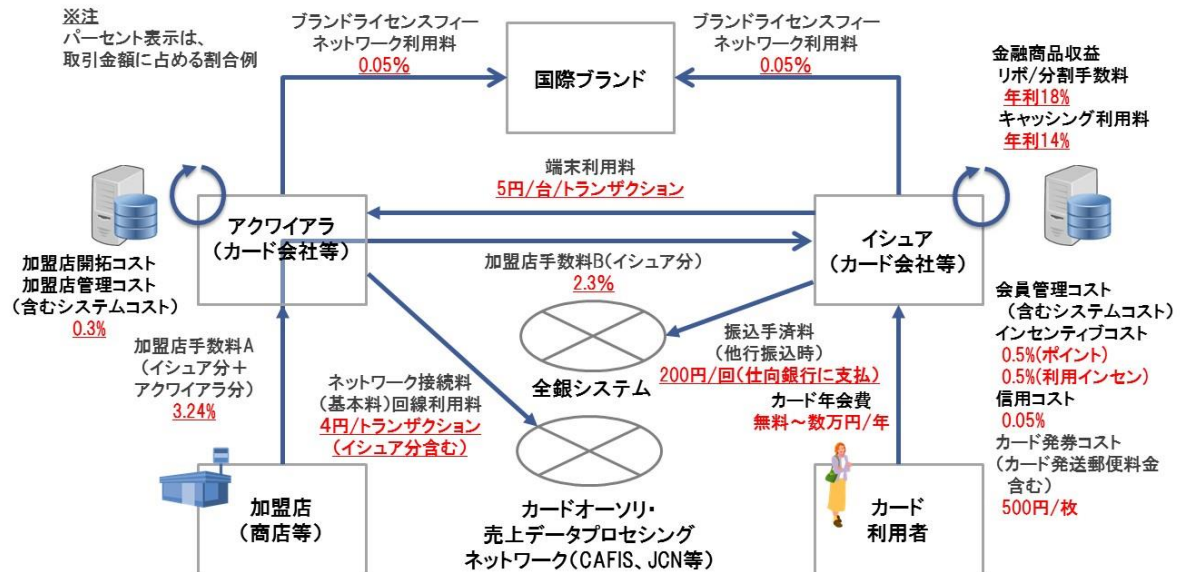 ※注
パーセント表示は、
取引金額に占める割合例
ブランドライセンスフィー
ネットワーク利用料
0.05%
国際ブランド
ブランドライセンスフィー
ネットワーク利用料
0.05%
金融商品収益
リボ/分割手数料
年利18%
キャッシング利用料
年利14%
端末利用料
5円/台/トランザクション
アクワイアラ
(カード会社等)
イシュア
(カード会社等)
加盟店手数料B(イシュア分)
2.3%
加盟店開拓コスト
加盟店管理コスト
(含むシステムコスト)
0.3%
加盟店手数料A
(イシュア分+
アクワイアラ分)
3.24%
ネットワーク接続料
(基本料)回線利用料
4円/トランザクション
(イシュア分含む)
全銀システム
振込手済料
(他行振込時)
200円/回(仕向銀行に支払)
カード年会費
無料～数万円/年
会員管理コスト
(含むシステムコスト)
インセンティブコスト
0.5%(ポイント)
0.5%(利用インセン)
信用コスト
0.05%
カード発券コスト
(カード発送郵便料金
含む)
500円/枚
加盟店
(商店等)
カードオーソリ・
売上データプロセシング
ネットワーク(CAFIS、JCN等)
カード
利用者